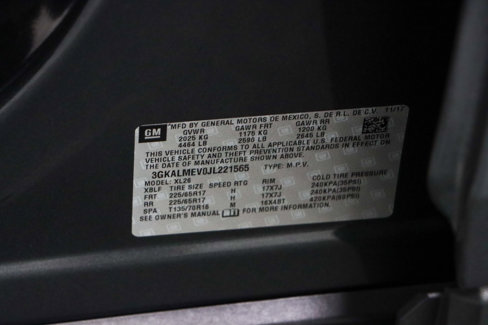 GM
MFD BY GENERAL MOTORS DE MEXICO, S. DE R.L. DE C.V. 11/17
GVWR GAWR FRT GAWR RR
2025 KG 1175 KG 1200 KG
4464 LB 2590 LB 2645 LB
THIS VEHICLE CONFORMS TO ALL APPLICABLE U.S. FEDERAL MOTOR
VEHICLE SAFETY AND THEFT PREVENTION STANDARDS IN EFFECT ON
THE DATE OF MANUFACTURE SHOWN ABOVE.
3GKALMEV0JL221565 TYPE: M.P.V.
MODEL: XL26
XBL7 TIRE SIZE SPEED RTG RIM COLD TIRE PRESSURE
FRT 225/65R17 H 17X7J 240KPA(35PSI)
RR 225/65R17 H 17X7J 240KPA(35PSI)
SPA T135/70R16 M 16X4BT 420KPA(60PSI)
SEE OWNER'S MANUAL FOR MORE INFORMATION.